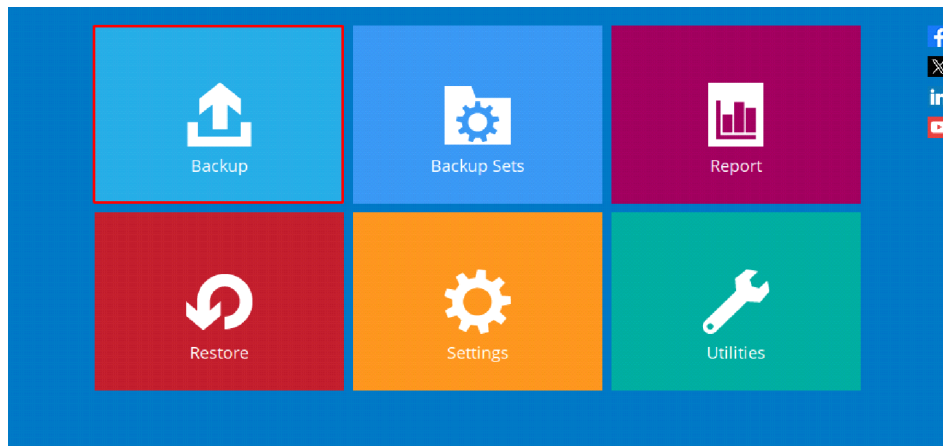 Backup
Backup Sets
Report
Restore
Settings
Utilities